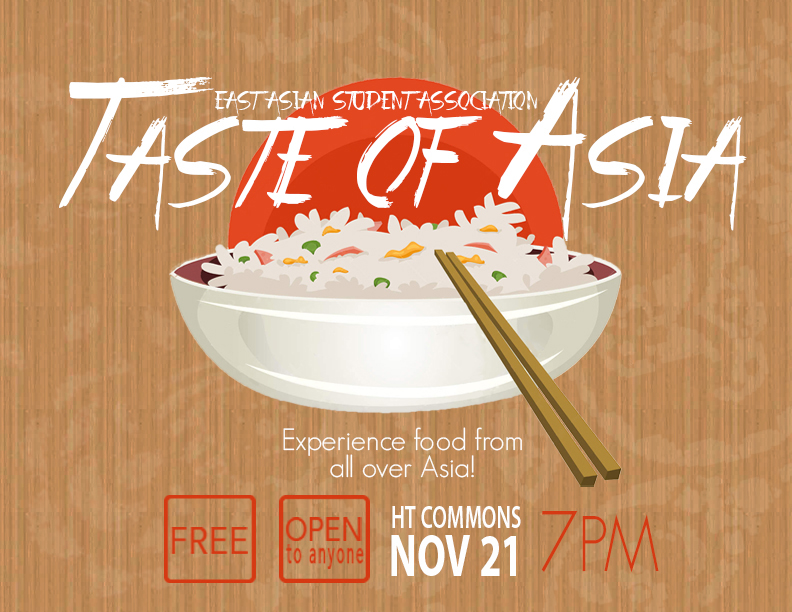 EAST ASIAN STUDENT ASSOCIATION
TASTE OF ASIA
Experience food from
all over Asia!
FREE
OPEN
to anyone
HT COMMONS
NOV 21
7PM